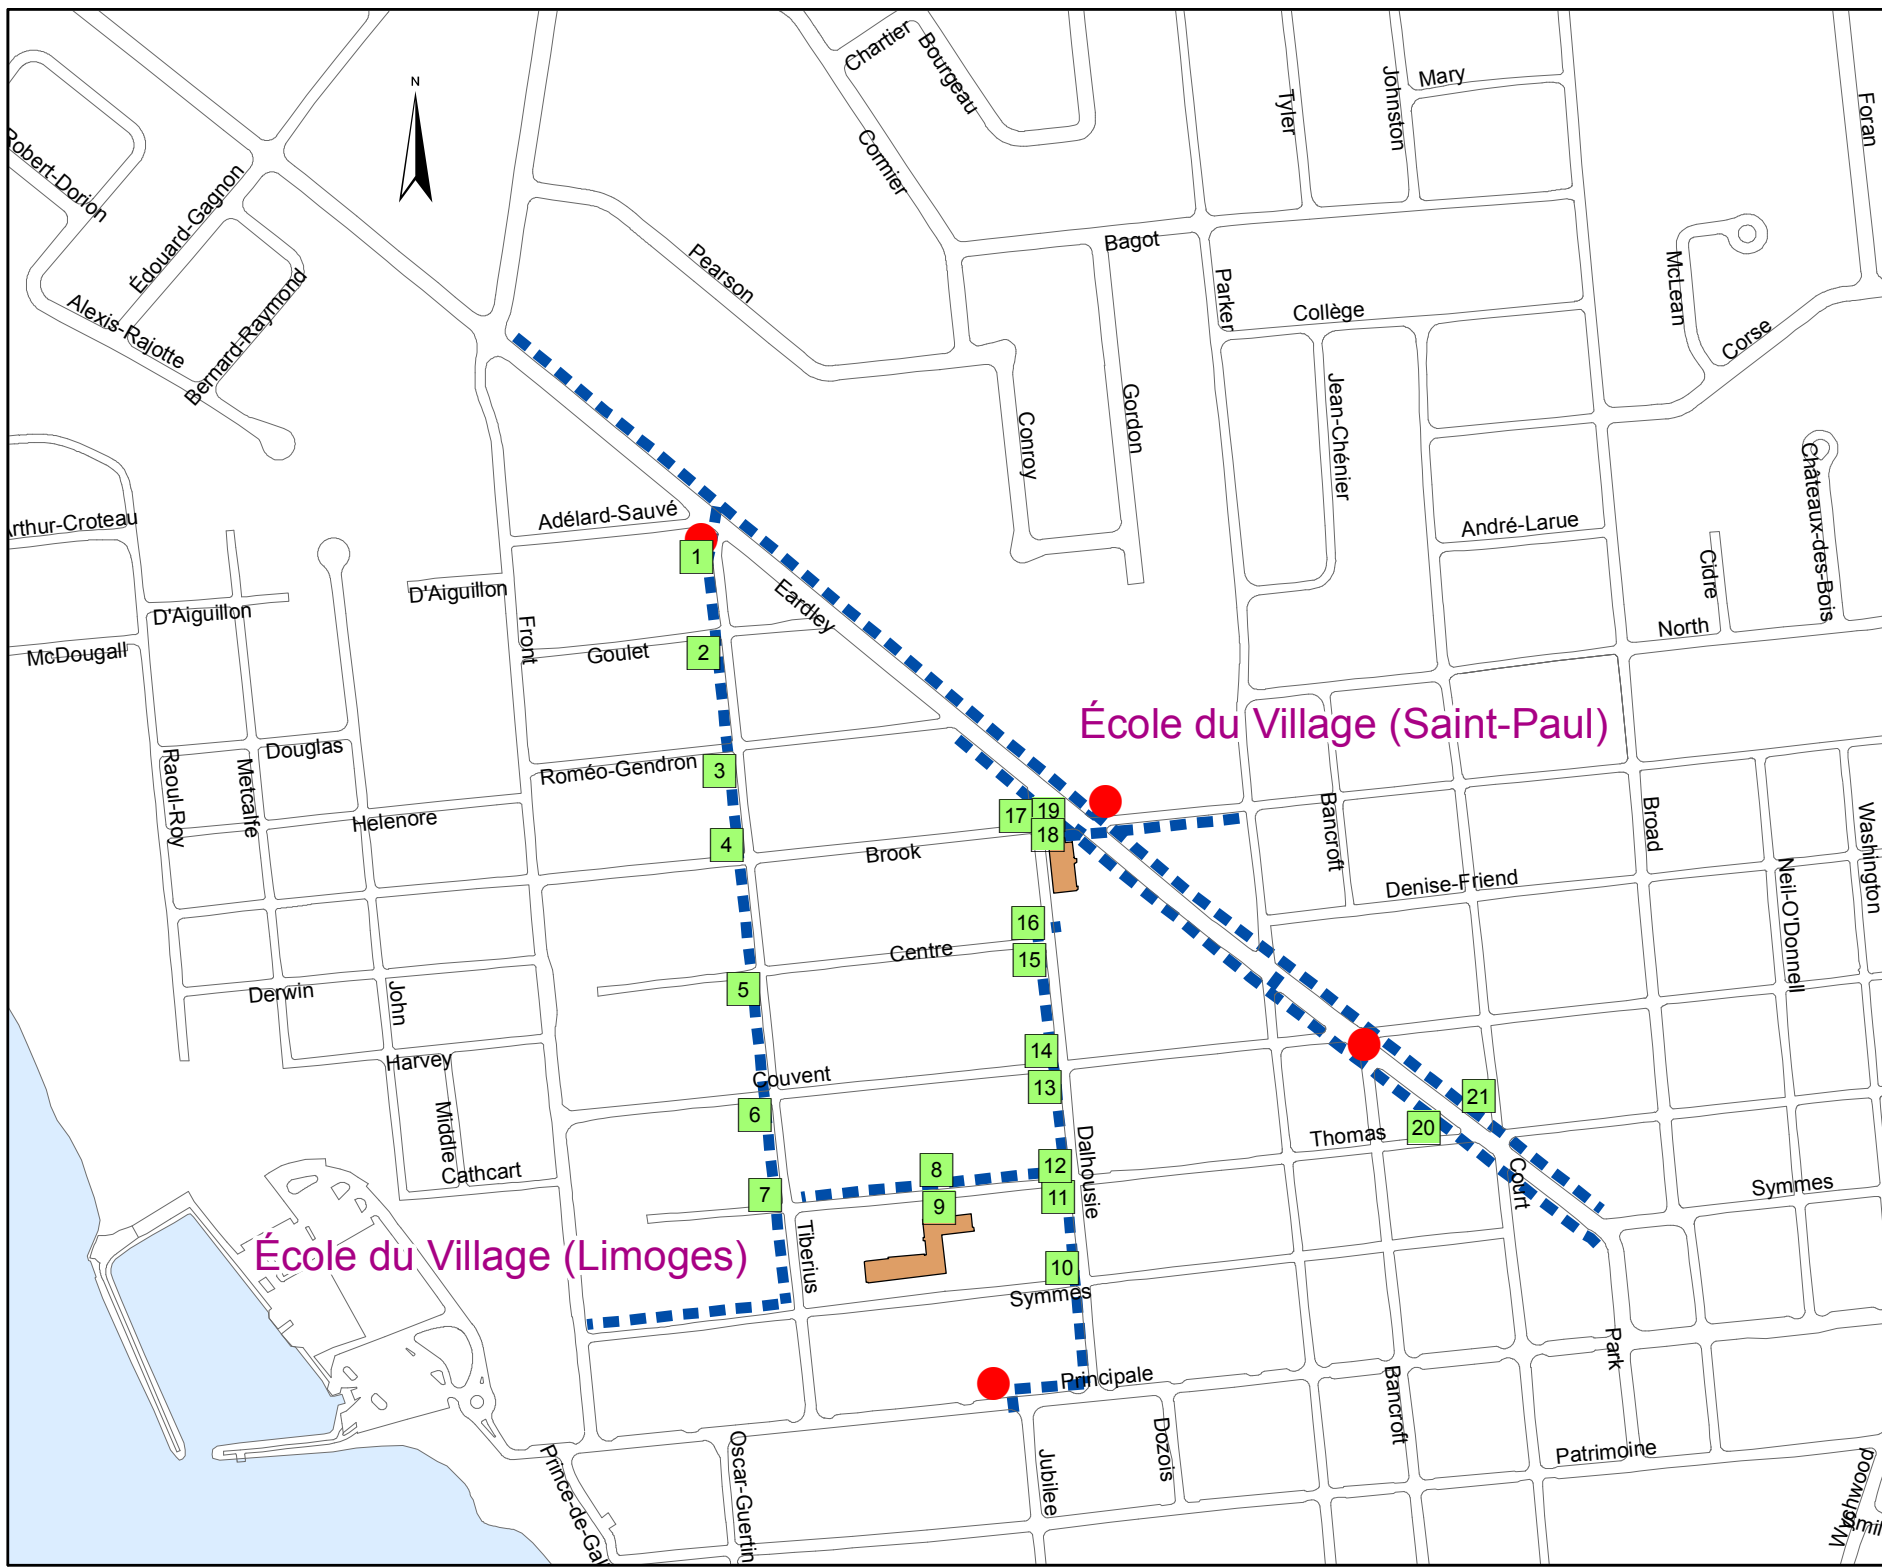 Chartier
Bourgeau
Mary
Johnston
Tyler
Foran
N
Robert-Dorion
Édouard-Gagnon
Cormier
Bagot
Pearson
McLean
Parker
Collège
Corse
Alexis-Rajotte
Bernard-Raymond
Jean-Chénier
Gordon
Conroy
Châteaux-des-Bois
Adélard-Sauvé
Arthur-Croteau
André-Larue
1
Cidre
D'Aiguillon
D'Aiguillon
Eardley
Front
North
McDougall
Goulet
2
École du Village (Saint-Paul)
Douglas
Roméo-Gendron
3
Raoul-Roy
Metcalfe
Helenore
4
Brook
17
19
18
Bancroft
Broad
Washington
Denise-Friend
Neil-O'Donnell
16
Centre
15
5
Derwin
John
14
Harvey
Couvent
13
6
Middle
21
20
Thomas
Dalhousie
Cathcart
8
12
7
9
11
Court
Symmes
École du Village (Limoges)
Tiberius
10
Symmes
Park
Principale
Bancroft
Dozois
Jubilee
Oscar-Guertin
Prince-de-Gal
Patrimoine
Wychwood